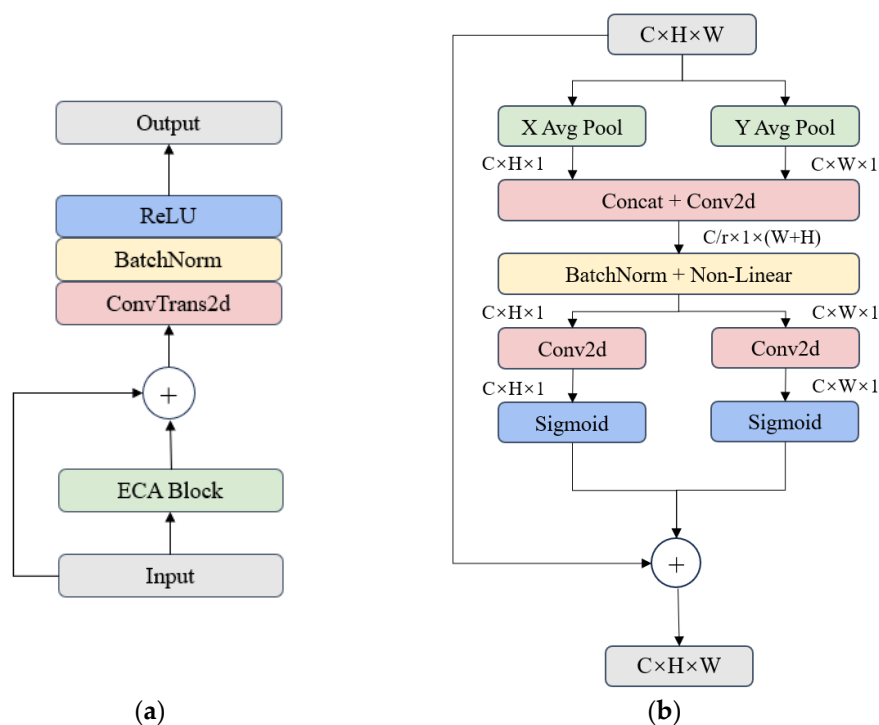 Output
ReLU
BatchNorm
ConvTrans2d
+
ECA Block
Input
(a)
C×H×W
X Avg Pool
Y Avg Pool
C×H×1
C×W×1
Concat + Conv2d
C/r×1×(W+H)
BatchNorm + Non-Linear
C×H×1
C×W×1
Conv2d
Conv2d
C×H×1
C×W×1
Sigmoid
Sigmoid
+
C×H×W
(b)